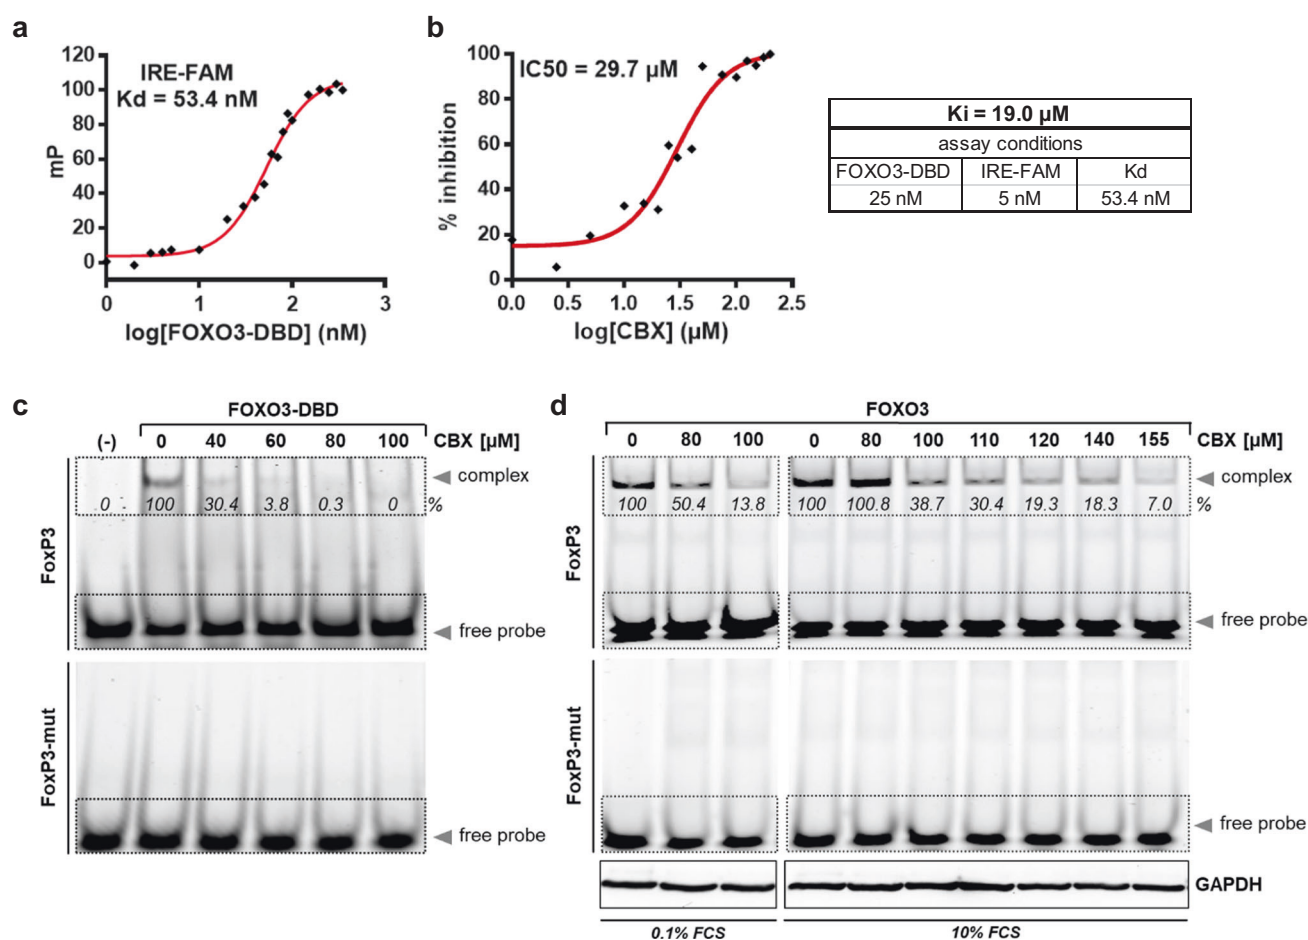 a
120
100
80
60
40
20
0
mP
IRE-FAM
Kd = 53.4 nM
0 1 2 3
log[FOXO3-DBD] (nM)
b
100
80
60
40
20
0
% inhibition
IC50 = 29.7 µM
0.0 0.5 1.0 1.5 2.0 2.5
log[CBX] (µM)
Ki = 19.0 µM
assay conditions
FOXO3-DBD IRE-FAM Kd
25 nM 5 nM 53.4 nM
c
FOXO3-DBD
(-) 0 40 60 80 100 CBX [µM]
complex
0 100 30.4 3.8 0.3 0 %
FoxP3
free probe
FoxP3-mut
free probe
d
FOXO3
0 80 100 0 80 100 110 120 140 155 CBX [µM]
complex
100 50.4 13.8 100 100.8 38.7 30.4 19.3 18.3 7.0 %
FoxP3
free probe
FoxP3-mut
free probe
GAPDH
0.1% FCS 10% FCS